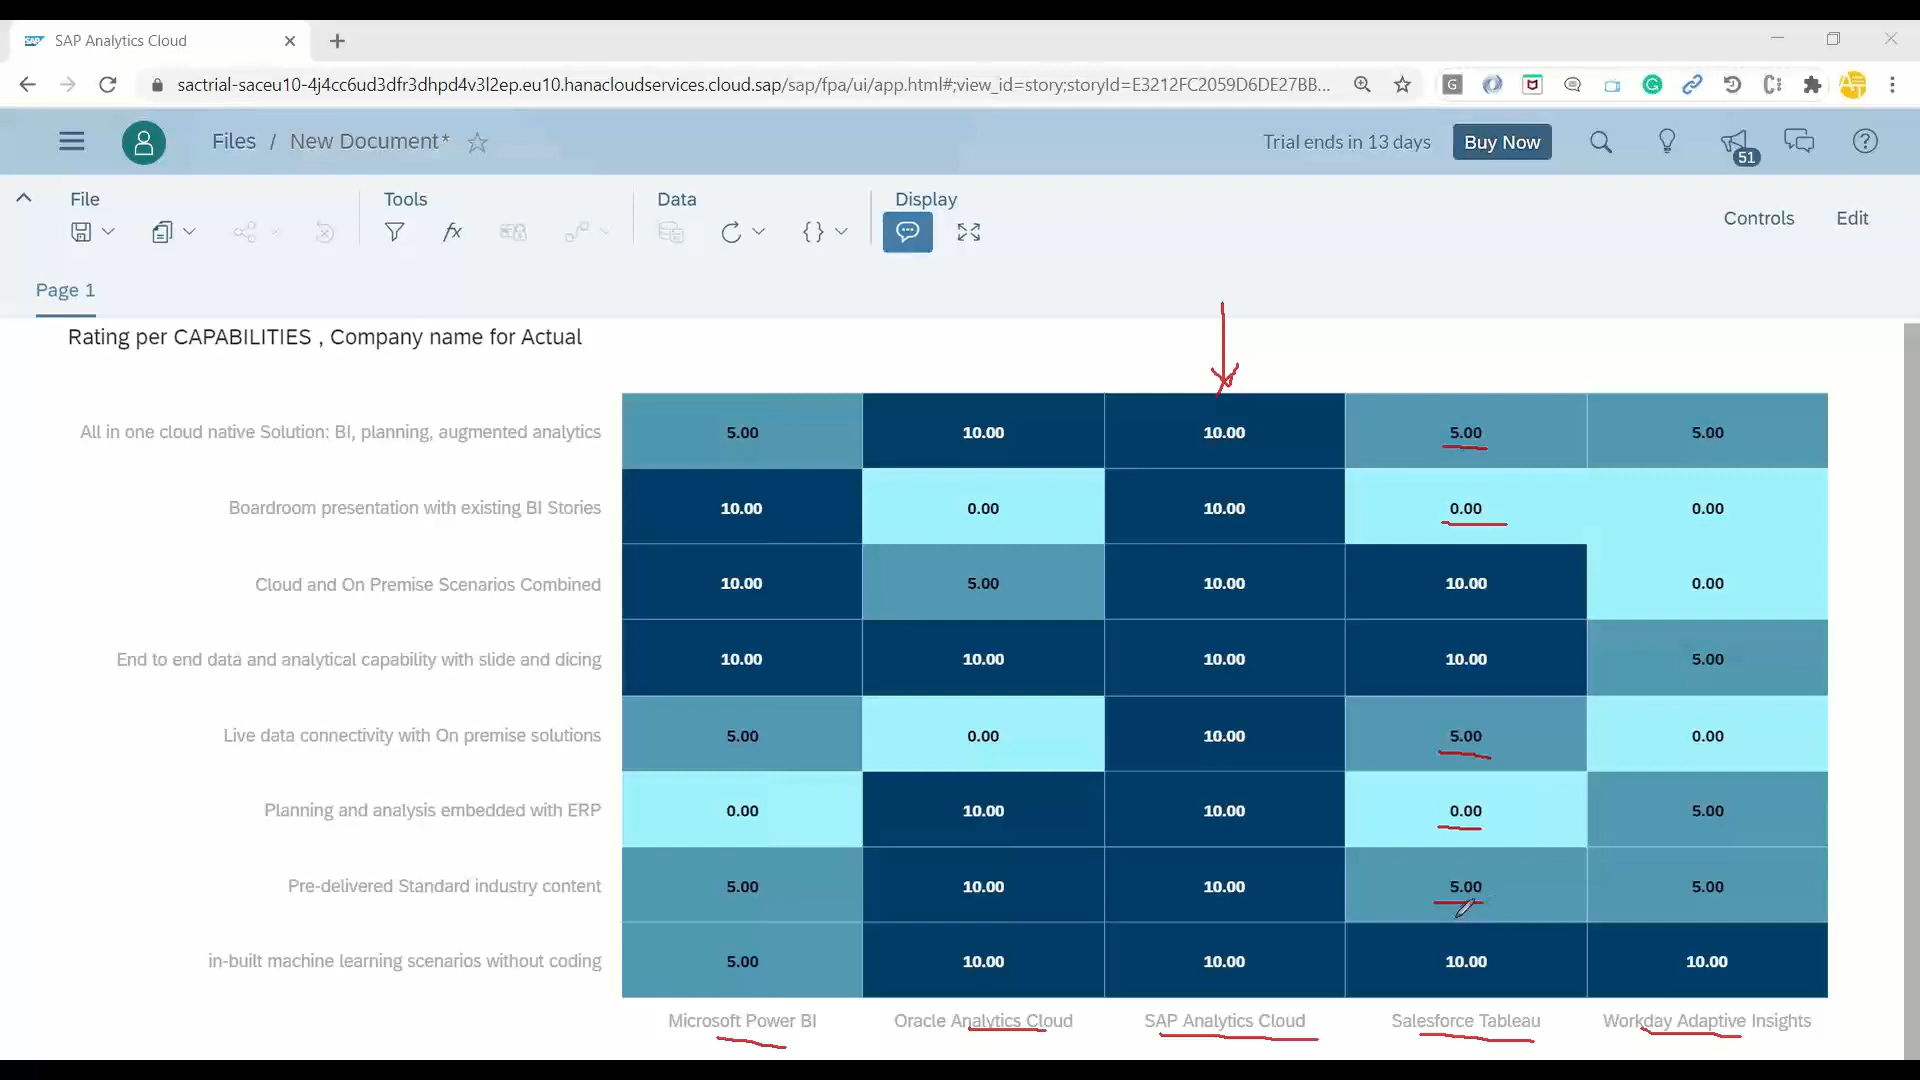 SAP Analytics Cloud
sactrial-saceu10-4j4cc6ud3dfr3dhpd4v3l2ep.eu10.hanacloudservices.cloud.sap/sap/fpa/ui/app.html#;view_id=story;storyId=E3212FC2059D6DE27BB...
Files / New Document*
Trial ends in 13 days
Buy Now
51
File
Tools
Data
Display
Controls
Edit
Page 1
Rating per CAPABILITIES , Company name for Actual
All in one cloud native Solution: BI, planning, augmented analytics 5.00 10.00 10.00 5.00 5.00
Boardroom presentation with existing BI Stories 10.00 0.00 10.00 0.00 0.00
Cloud and On Premise Scenarios Combined 10.00 5.00 10.00 10.00 0.00
End to end data and analytical capability with slide and dicing 10.00 10.00 10.00 10.00 5.00
Live data connectivity with On premise solutions 5.00 0.00 10.00 5.00 0.00
Planning and analysis embedded with ERP 0.00 10.00 10.00 0.00 5.00
Pre-delivered Standard industry content 5.00 10.00 10.00 5.00 5.00
in-built machine learning scenarios without coding 5.00 10.00 10.00 10.00 10.00
Microsoft Power BI Oracle Analytics Cloud SAP Analytics Cloud Salesforce Tableau Workday Adaptive Insights